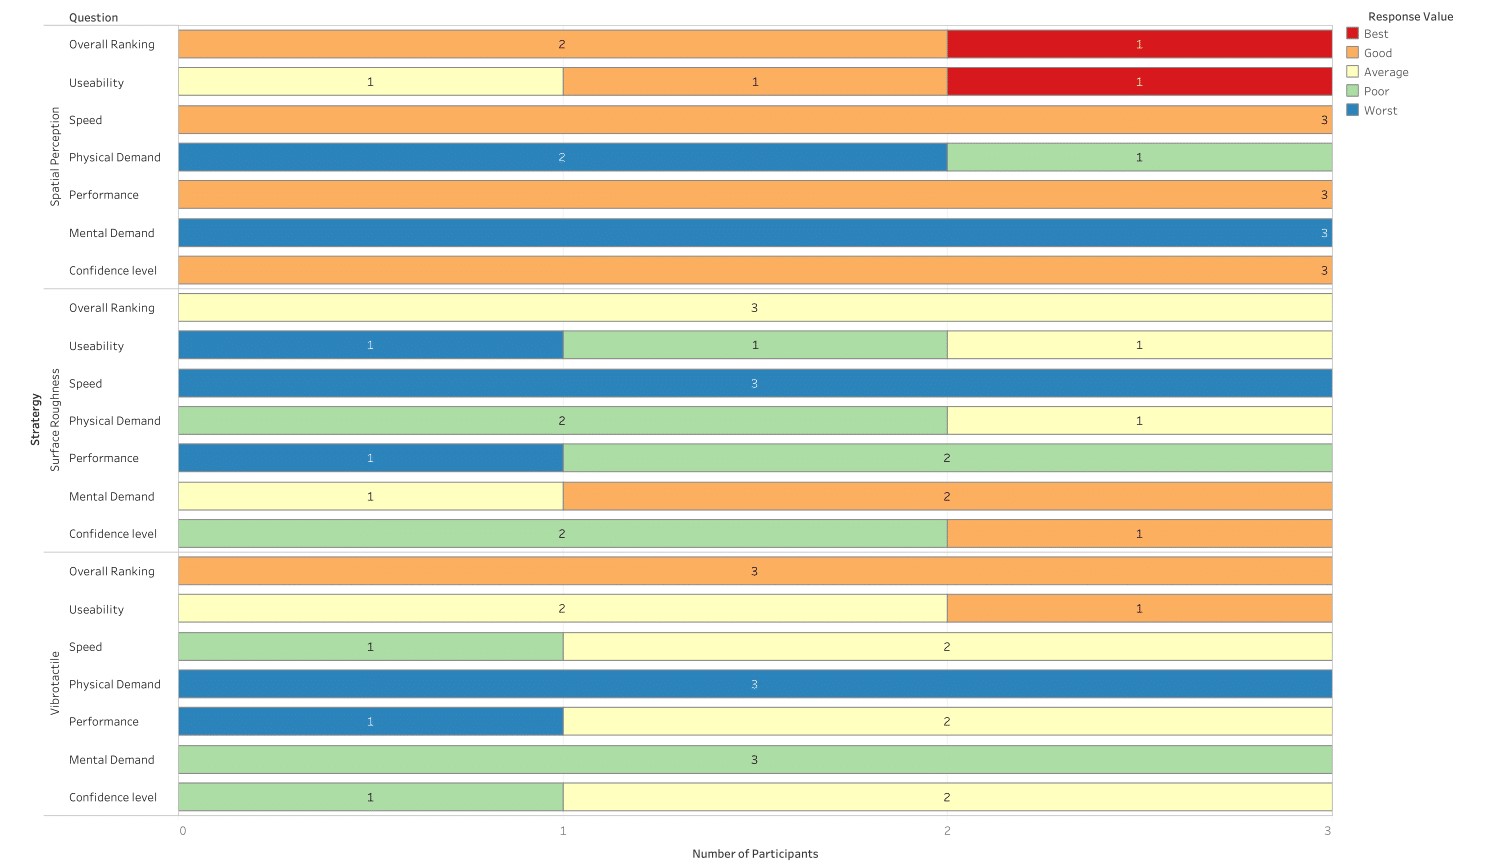 Question
Response Value
Best
Good
Average
Poor
Worst
Stratergy
Spatial Perception
Overall Ranking 2 1
Useability 1 1 1
Speed 3
Physical Demand 2 1
Performance 3
Mental Demand 3
Confidence level 3
Surface Roughness
Overall Ranking 3
Useability 1 1 1
Speed 3
Physical Demand 2 1
Performance 1 2
Mental Demand 1 2
Confidence level 2 1
Vibrotactile
Overall Ranking 3
Useability 2 1
Speed 1 2
Physical Demand 3
Performance 1 2
Mental Demand 3
Confidence level 1 2
0 1 2 3
Number of Participants